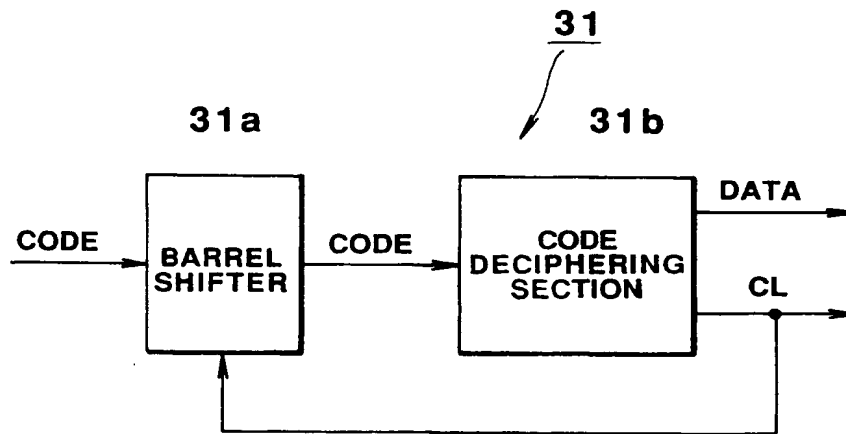 31
31a
31b
CODE
BARREL
SHIFTER
CODE
CODE
DECIPHERING
SECTION
DATA
CL